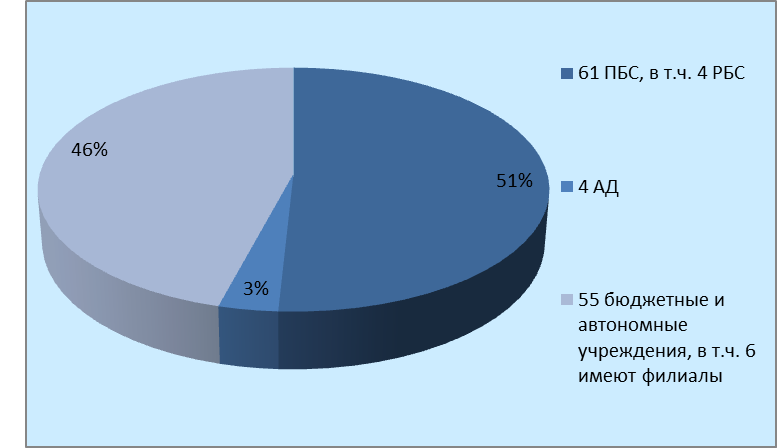 61 ПБС, в т.ч. 4 РБС
46%
51%
4 АД
3%
55 бюджетные и
автономные
учреждения, в т.ч. 6
имеют филиалы